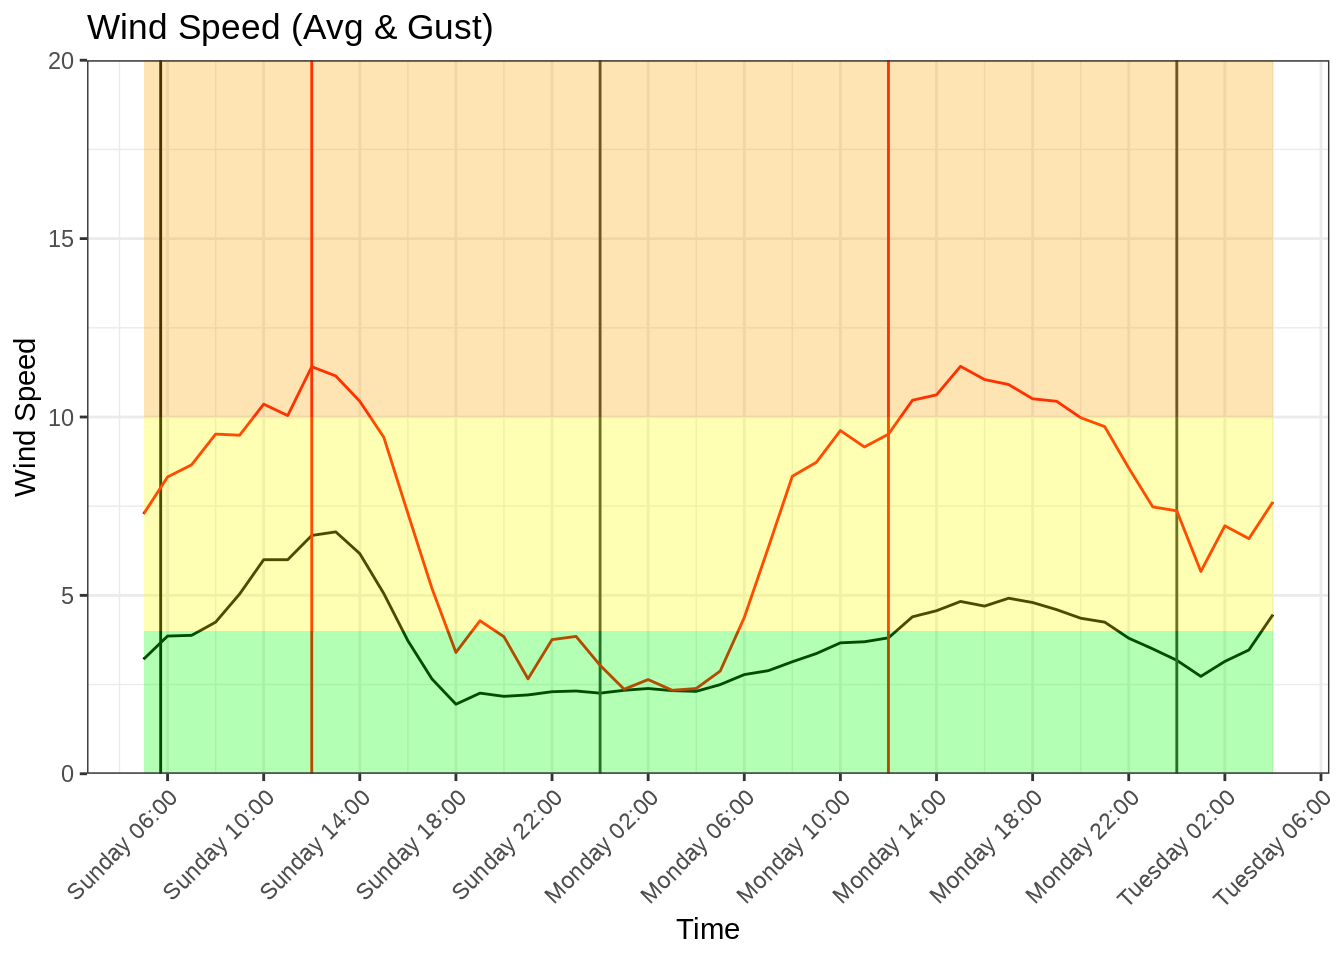 Wind Speed (Avg & Gust)
20
15
10
5
0
Wind Speed
Sunday 06:00
Sunday 10:00
Sunday 14:00
Sunday 18:00
Sunday 22:00
Monday 02:00
Monday 06:00
Monday 10:00
Monday 14:00
Monday 18:00
Monday 22:00
Tuesday 02:00
Tuesday 06:00
Time